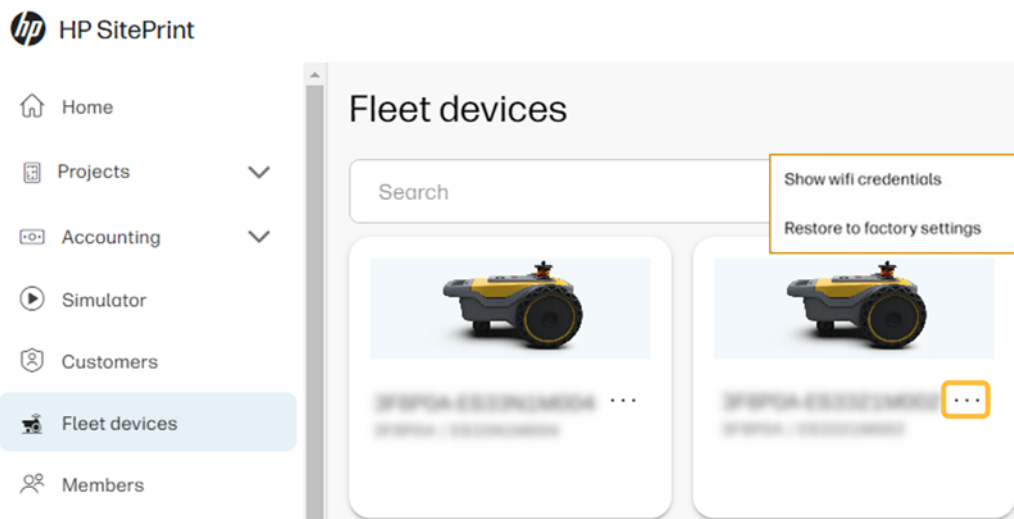 hp HP SitePrint
Home
Projects
Accounting
Simulator
Customers
Fleet devices
Members
Fleet devices
Search
Show wifi credentials
Restore to factory settings